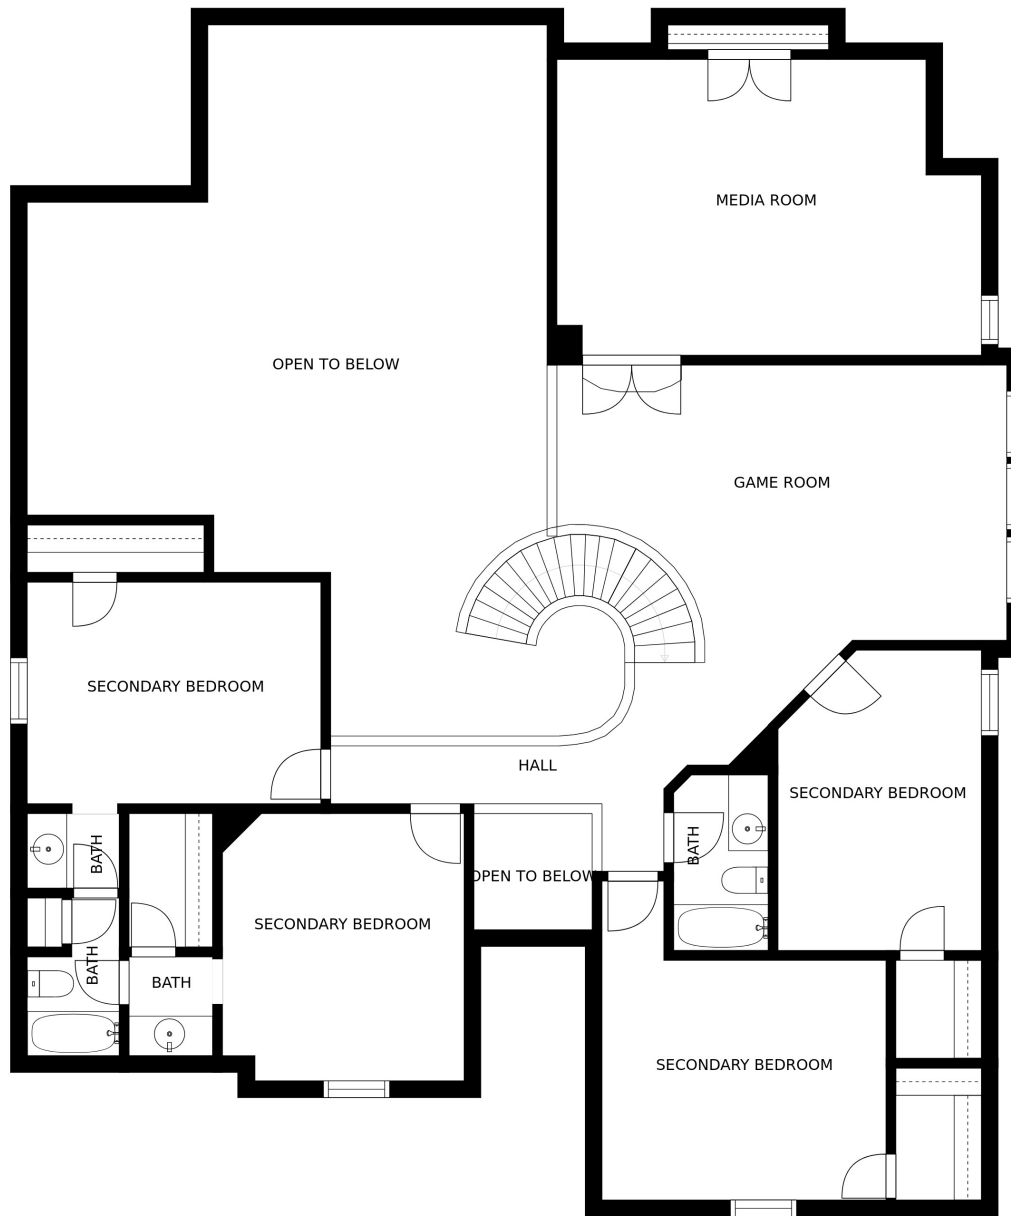 MEDIA ROOM
OPEN TO BELOW
GAME ROOM
SECONDARY BEDROOM
HALL
SECONDARY BEDROOM
BATH
BATH
OPEN TO BELOW
SECONDARY BEDROOM
BATH
BATH
SECONDARY BEDROOM